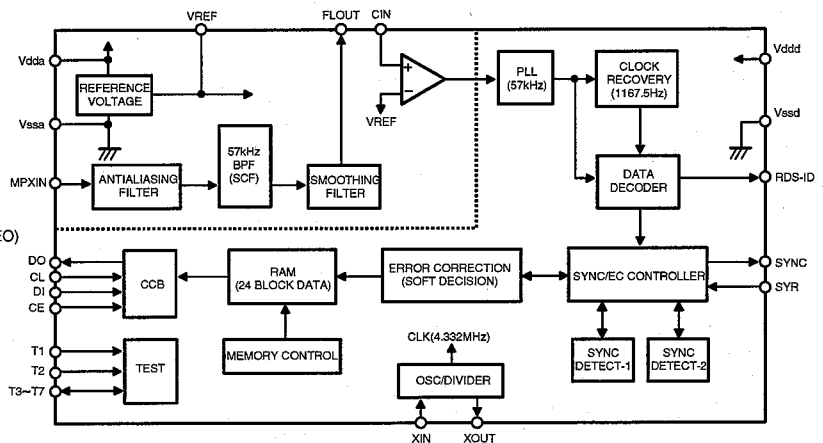 VREF
FLOUT
CIN
Vdda
REFERENCE
VOLTAGE
Vssa
VREF
+
−
PLL
(57kHz)
CLOCK
RECOVERY
(1167.5Hz)
Vddd
Vssd
MPXIN
ANTIALIASING
FILTER
57kHz
BPF
(SCF)
SMOOTHING
FILTER
DATA
DECODER
RDS-ID
EO)
DO
CL
DI
CE
CCB
RAM
(24 BLOCK DATA)
ERROR CORRECTION
(SOFT DECISION)
SYNC/EC CONTROLLER
SYNC
SYR
T1
T2
T3~T7
TEST
MEMORY CONTROL
CLK(4.332MHz)
OSC/DIVIDER
SYNC
DETECT-1
SYNC
DETECT-2
XIN
XOUT